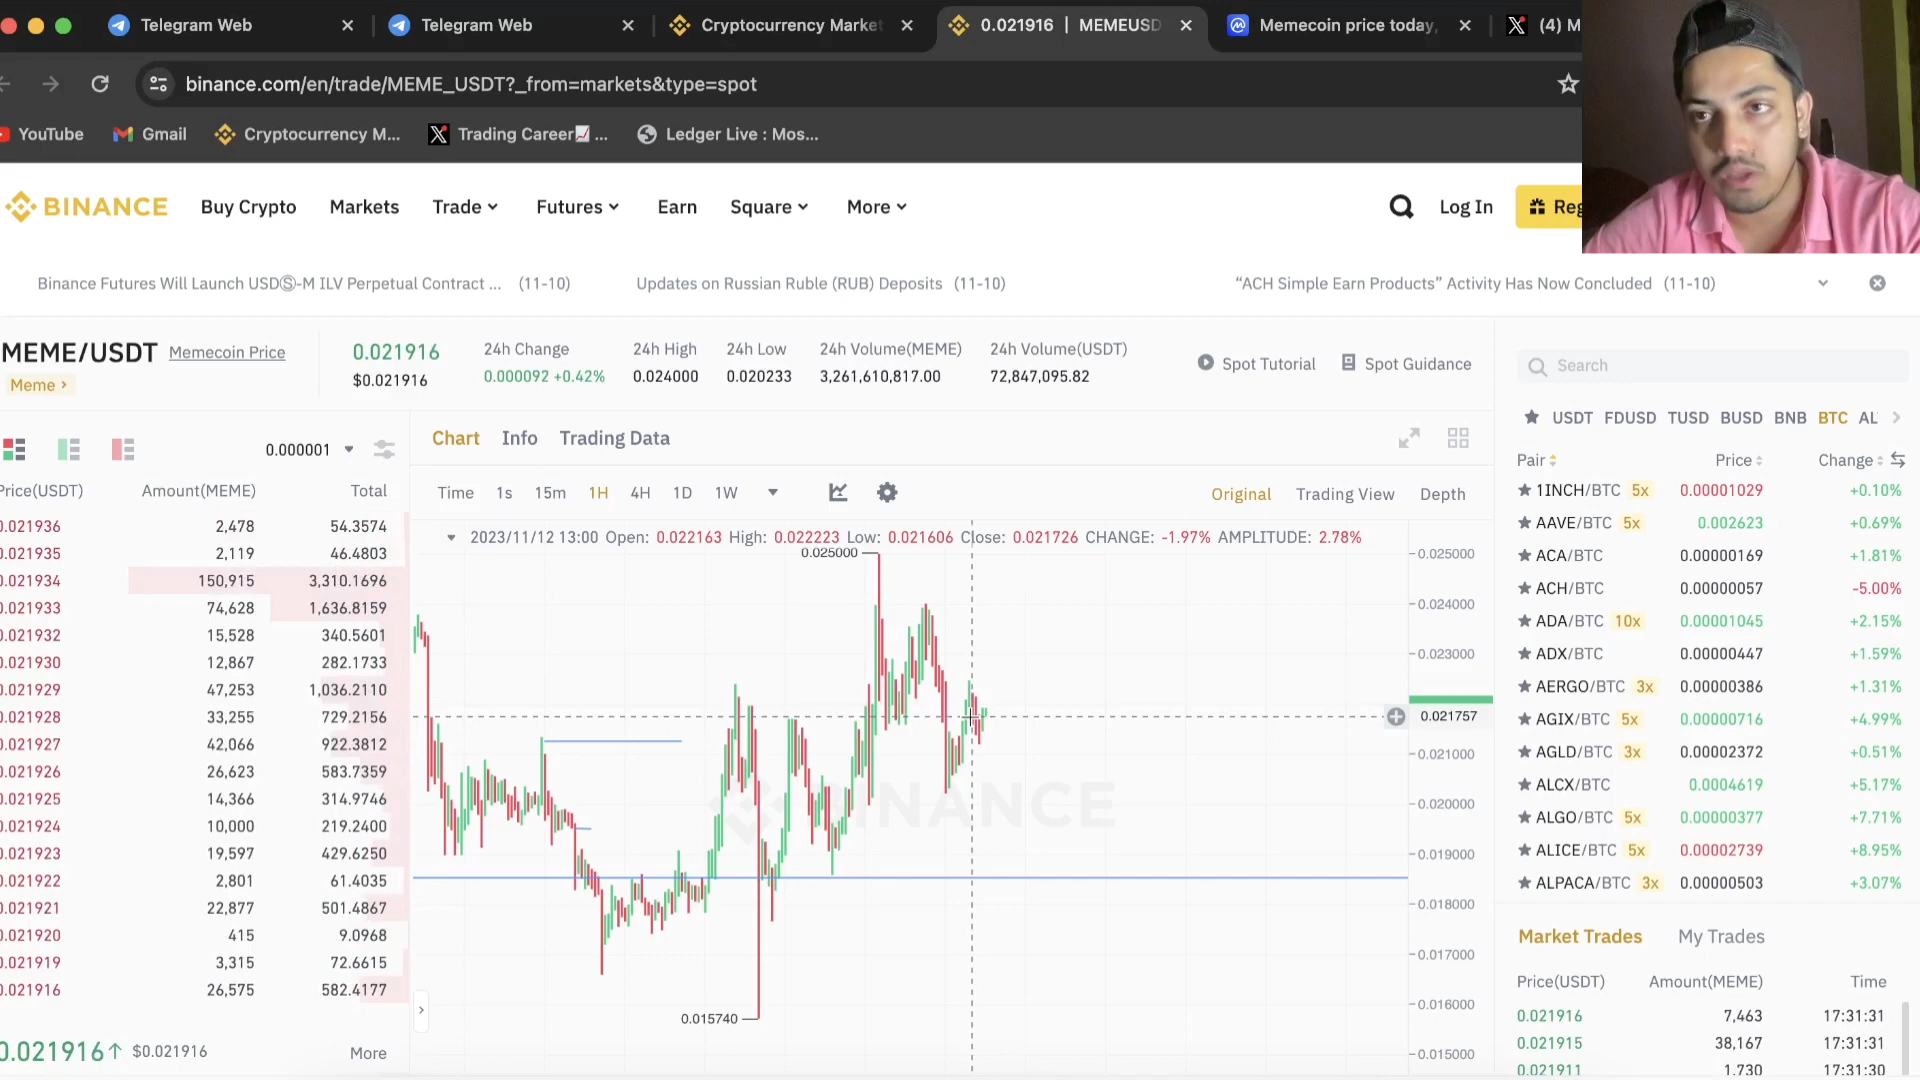 Telegram Web
Telegram Web
Cryptocurrency Market
0.021916 | MEMEUSD
Memecoin price today,
(4) M
binance.com/en/trade/MEME_USDT?_from=markets&type=spot
YouTube
Gmail
Cryptocurrency M...
Trading Career📈 ...
Ledger Live : Mos...
BINANCE
Buy Crypto
Markets
Trade
Futures
Earn
Square
More
Log In
Binance Futures Will Launch USDⓈ-M ILV Perpetual Contract ... (11-10)
Updates on Russian Ruble (RUB) Deposits (11-10)
“ACH Simple Earn Products” Activity Has Now Concluded (11-10)
MEME/USDT
Memecoin Price
Meme
0.021916
$0.021916
24h Change
0.000092 +0.42%
24h High
0.024000
24h Low
0.020233
24h Volume(MEME)
3,261,610,817.00
24h Volume(USDT)
72,847,095.82
Spot Tutorial
Spot Guidance
0.000001
Price(USDT) Amount(MEME) Total
0.021936 2,478 54.3574
0.021935 2,119 46.4803
0.021934 150,915 3,310.1696
0.021933 74,628 1,636.8159
0.021932 15,528 340.5601
0.021930 12,867 282.1733
0.021929 47,253 1,036.2110
0.021928 33,255 729.2156
0.021927 42,066 922.3812
0.021926 26,623 583.7359
0.021925 14,366 314.9746
0.021924 10,000 219.2400
0.021923 19,597 429.6250
0.021922 2,801 61.4035
0.021921 22,877 501.4867
0.021920 415 9.0968
0.021919 3,315 72.6615
0.021916 26,575 582.4177
0.021916↑ $0.021916 More
Chart Info Trading Data
Time 1s 15m 1H 4H 1D 1W
Original Trading View Depth
2023/11/12 13:00 Open: 0.022163 High: 0.022223 Low: 0.021606 Close: 0.021726 CHANGE: -1.97% AMPLITUDE: 2.78%
0.025000
0.015740
BINANCE
0.025000
0.024000
0.023000
0.021757
0.021000
0.020000
0.019000
0.018000
0.017000
0.016000
0.015000
Search
USDT FDUSD TUSD BUSD BNB BTC
Pair Price Change
1INCH/BTC 5x 0.00001029 +0.10%
AAVE/BTC 5x 0.002623 +0.69%
ACA/BTC 0.00000169 +1.81%
ACH/BTC 0.00000057 -5.00%
ADA/BTC 10x 0.00001045 +2.15%
ADX/BTC 0.00000447 +1.59%
AERGO/BTC 3x 0.00000386 +1.31%
AGIX/BTC 5x 0.00000716 +4.99%
AGLD/BTC 3x 0.00002372 +0.51%
ALCX/BTC 0.0004619 +5.17%
ALGO/BTC 5x 0.00000377 +7.71%
ALICE/BTC 5x 0.00002739 +8.95%
ALPACA/BTC 3x 0.00000503 +3.07%
Market Trades My Trades
Price(USDT) Amount(MEME) Time
0.021916 7,463 17:31:31
0.021915 38,167 17:31:31
0.021911 1,730 17:31:30